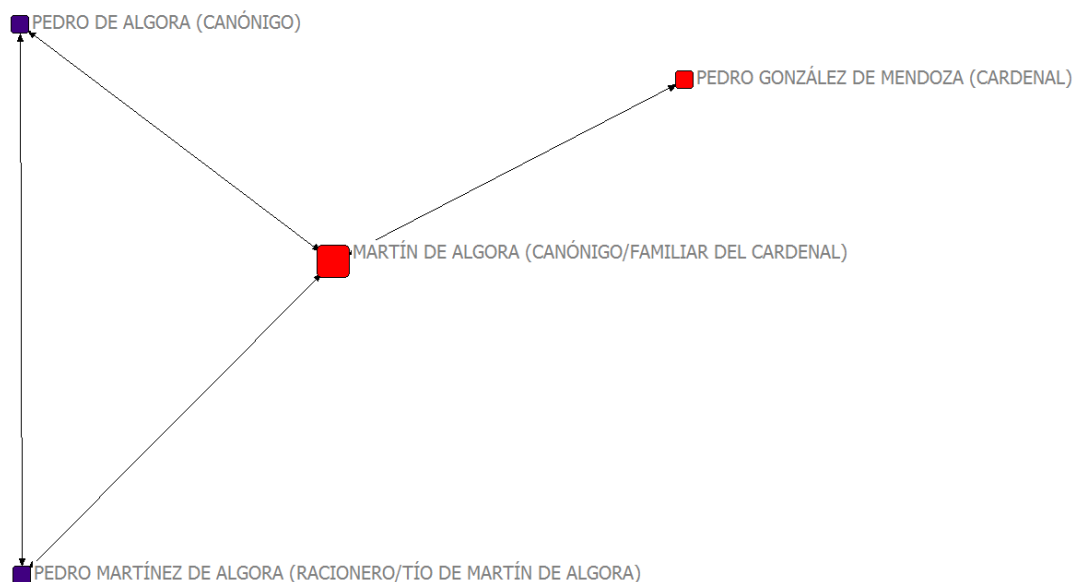 PEDRO DE ALGORA (CANÓNIGO)
PEDRO GONZÁLEZ DE MENDOZA (CARDENAL)
MARTÍN DE ALGORA (CANÓNIGO/FAMILIAR DEL CARDENAL)
PEDRO MARTÍNEZ DE ALGORA (RACIONERO/TÍO DE MARTÍN DE ALGORA)